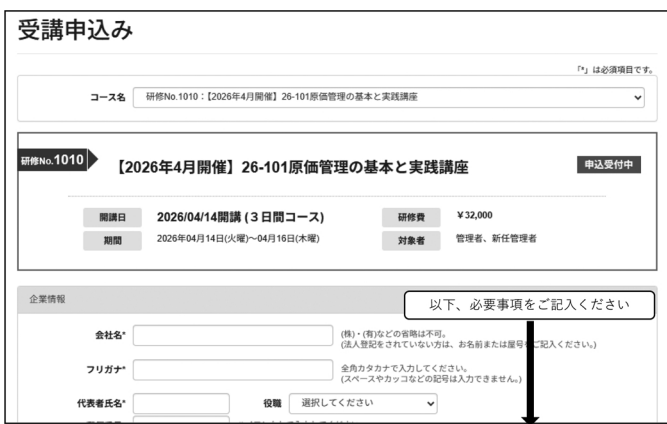 受講申込み
「*」は必須項目です。
コース名 研修No.1010：【2026年4月開催】26-101原価管理の基本と実践講座
研修No.1010 【2026年4月開催】26-101原価管理の基本と実践講座 申込受付中
開講日 2026/04/14開講 (３日間コース) 研修費 ￥32,000
期間 2026年04月14日(火曜)～04月16日(木曜) 対象者 管理者、新任管理者
企業情報
以下、必要事項をご記入ください
会社名* (株)・(有)などの省略は不可。
(法人登記をされていない方は、お名前または屋号をご記入ください。)
フリガナ* 全角カタカナで入力してください。
(スペースやカッコなどの記号は入力できません。)
代表者氏名* 役職 選択してください